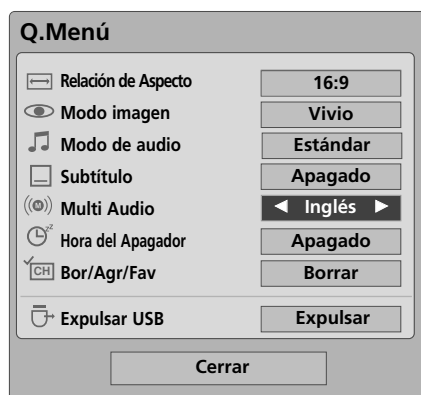 Q.Menú
Relación de Aspecto 16:9
Modo imagen Vivio
Modo de audio Estándar
Subtítulo Apagado
Multi Audio ◀ Inglés ▶
Hora del Apagador Apagado
CH Bor/Agr/Fav Borrar
Expulsar USB Expulsar
Cerrar